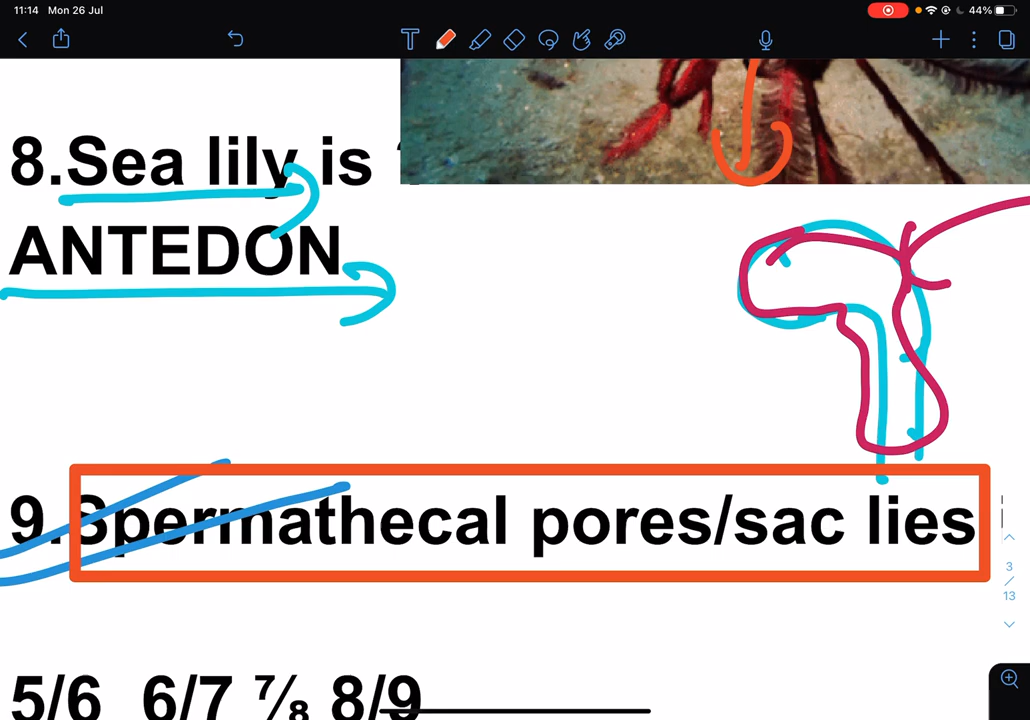 11:14 Mon 26 Jul
44%
T
8.Sea lily is
ANTEDON
9.Spermathecal pores/sac lies
3
/
13
5/6 6/7 ⅞ 8/9